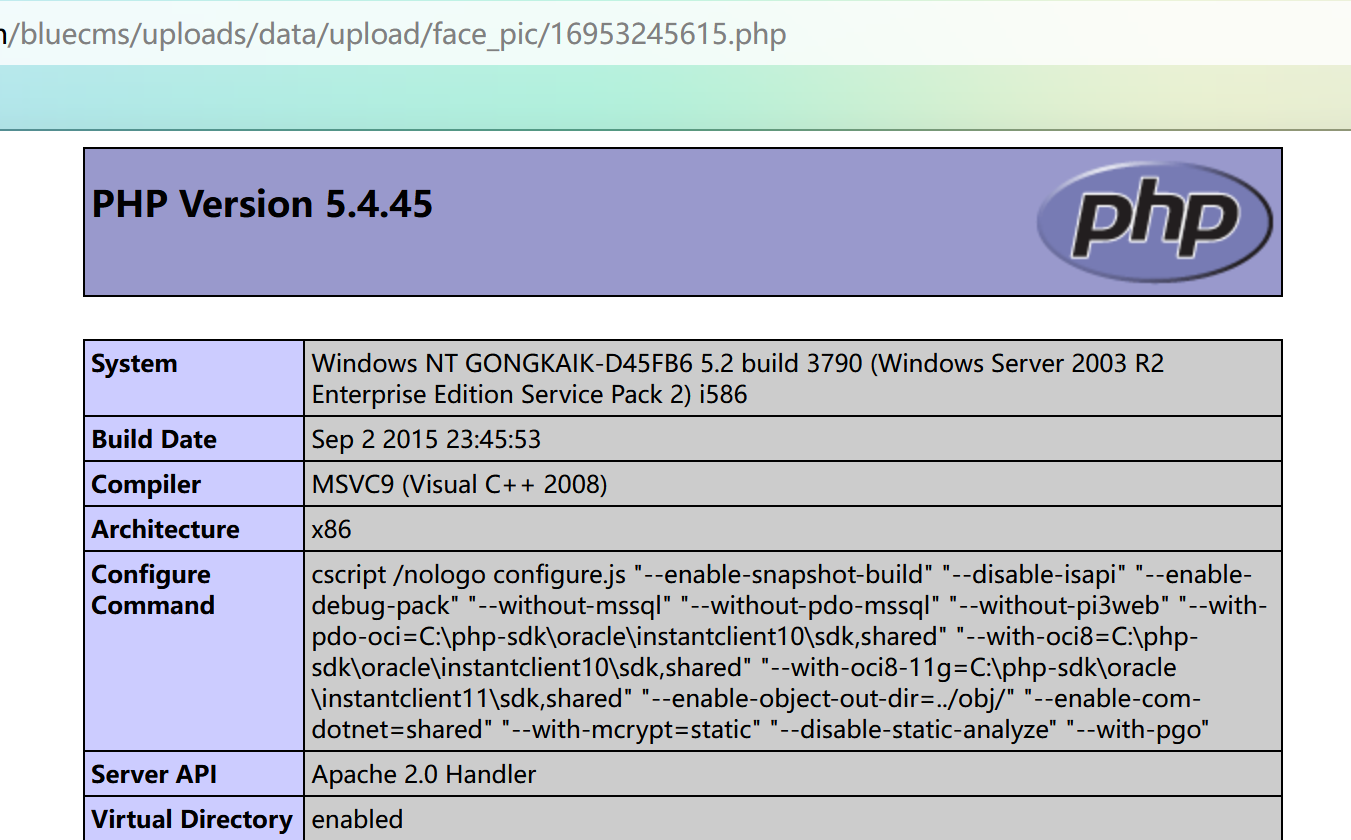 /bluecms/uploads/data/upload/face_pic/16953245615.php
PHP Version 5.4.45
php
System
Windows NT GONGKAIK-D45FB6 5.2 build 3790 (Windows Server 2003 R2
Enterprise Edition Service Pack 2) i586
Build Date
Sep 2 2015 23:45:53
Compiler
MSVC9 (Visual C++ 2008)
Architecture
x86
Configure
Command
cscript /nologo configure.js "--enable-snapshot-build" "--disable-isapi" "--enable-
debug-pack" "--without-mssql" "--without-pdo-mssql" "--without-pi3web" "--with-
pdo-oci=C:\php-sdk\oracle\instantclient10\sdk,shared" "--with-oci8=C:\php-
sdk\oracle\instantclient10\sdk,shared" "--with-oci8-11g=C:\php-sdk\oracle
\instantclient11\sdk,shared" "--enable-object-out-dir=../obj/" "--enable-com-
dotnet=shared" "--with-mcrypt=static" "--disable-static-analyze" "--with-pgo"
Server API
Apache 2.0 Handler
Virtual Directory
enabled